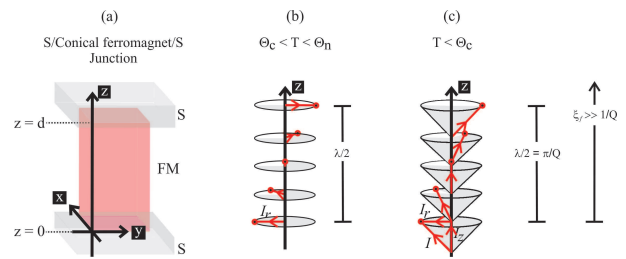 (a)
S/Conical ferromagnet/S
Junction
z
z = d
S
FM
x
z = 0
y
S
(b)
Θc < T < Θn
z
λ/2
Ir
(c)
T < Θc
z
λ/2 = π/Q
Ir
Iz
I
ξf >> 1/Q